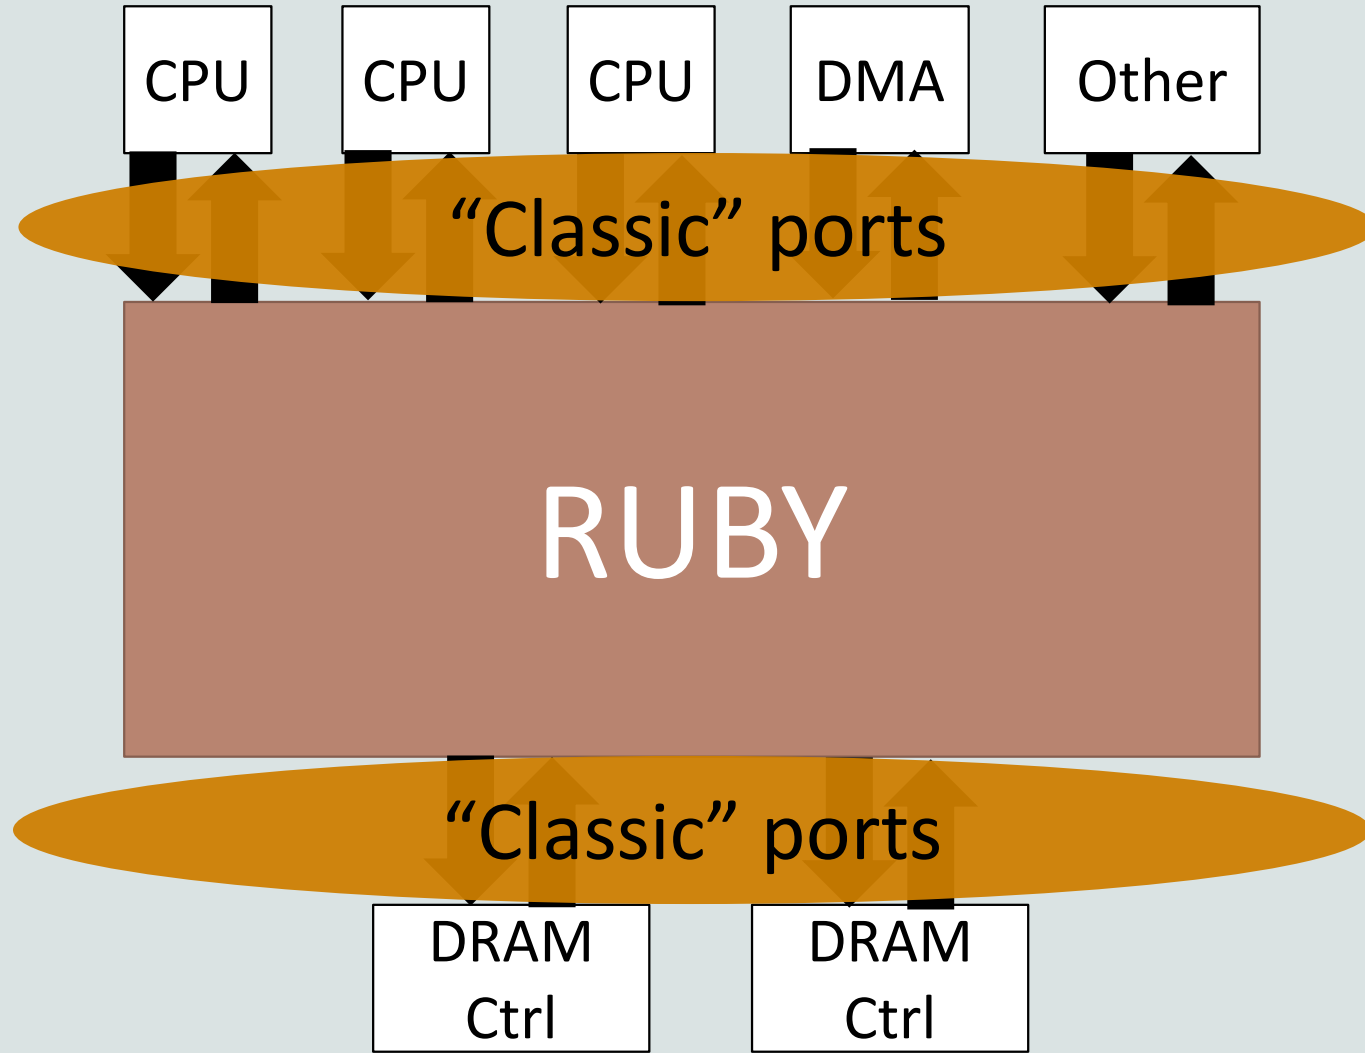 CPU CPU CPU DMA Other
“Classic” ports
RUBY
“Classic” ports
DRAM DRAM
Ctrl Ctrl